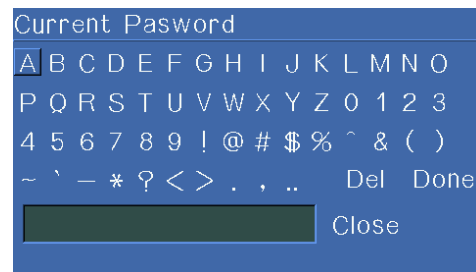 Current Pasword
A B C D E F G H I J K L M N O
P Q R S T U V W X Y Z 0 1 2 3
4 5 6 7 8 9 ! @ # $ % ^ & ( )
~ ` – * ? < > . , .. Del Done
Close